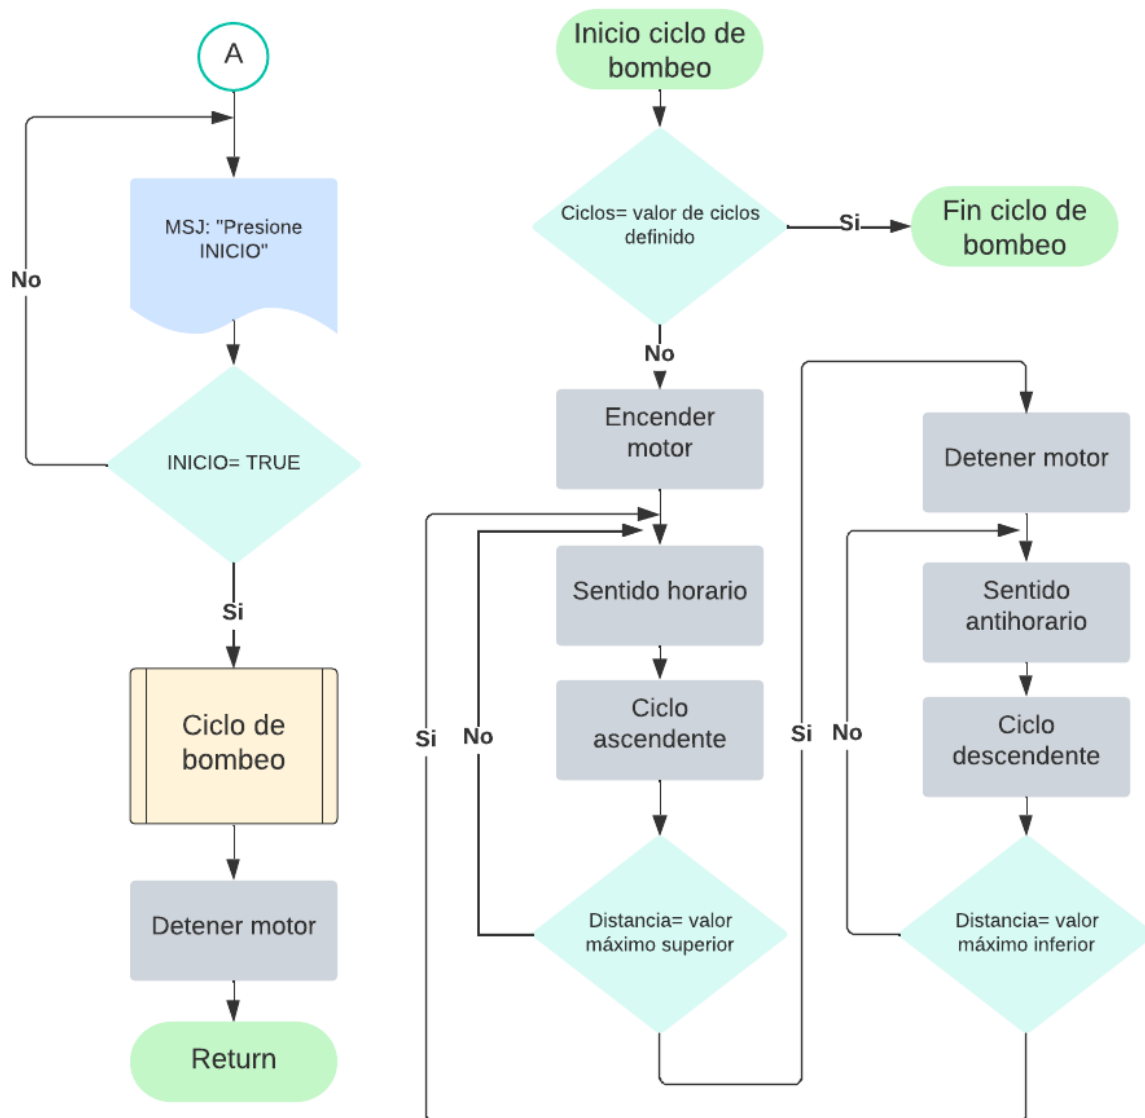 A
MSJ: "Presione
INICIO"
No
INICIO= TRUE
Si
Ciclo de
bombeo
Detener motor
Return
Inicio ciclo de
bombeo
Ciclos= valor de ciclos
definido
Si
Fin ciclo de
bombeo
No
Encender
motor
Sentido horario
Ciclo
ascendente
Si
No
Distancia= valor
máximo superior
Si
Detener motor
Sentido
antihorario
Ciclo
descendente
No
Distancia= valor
máximo inferior